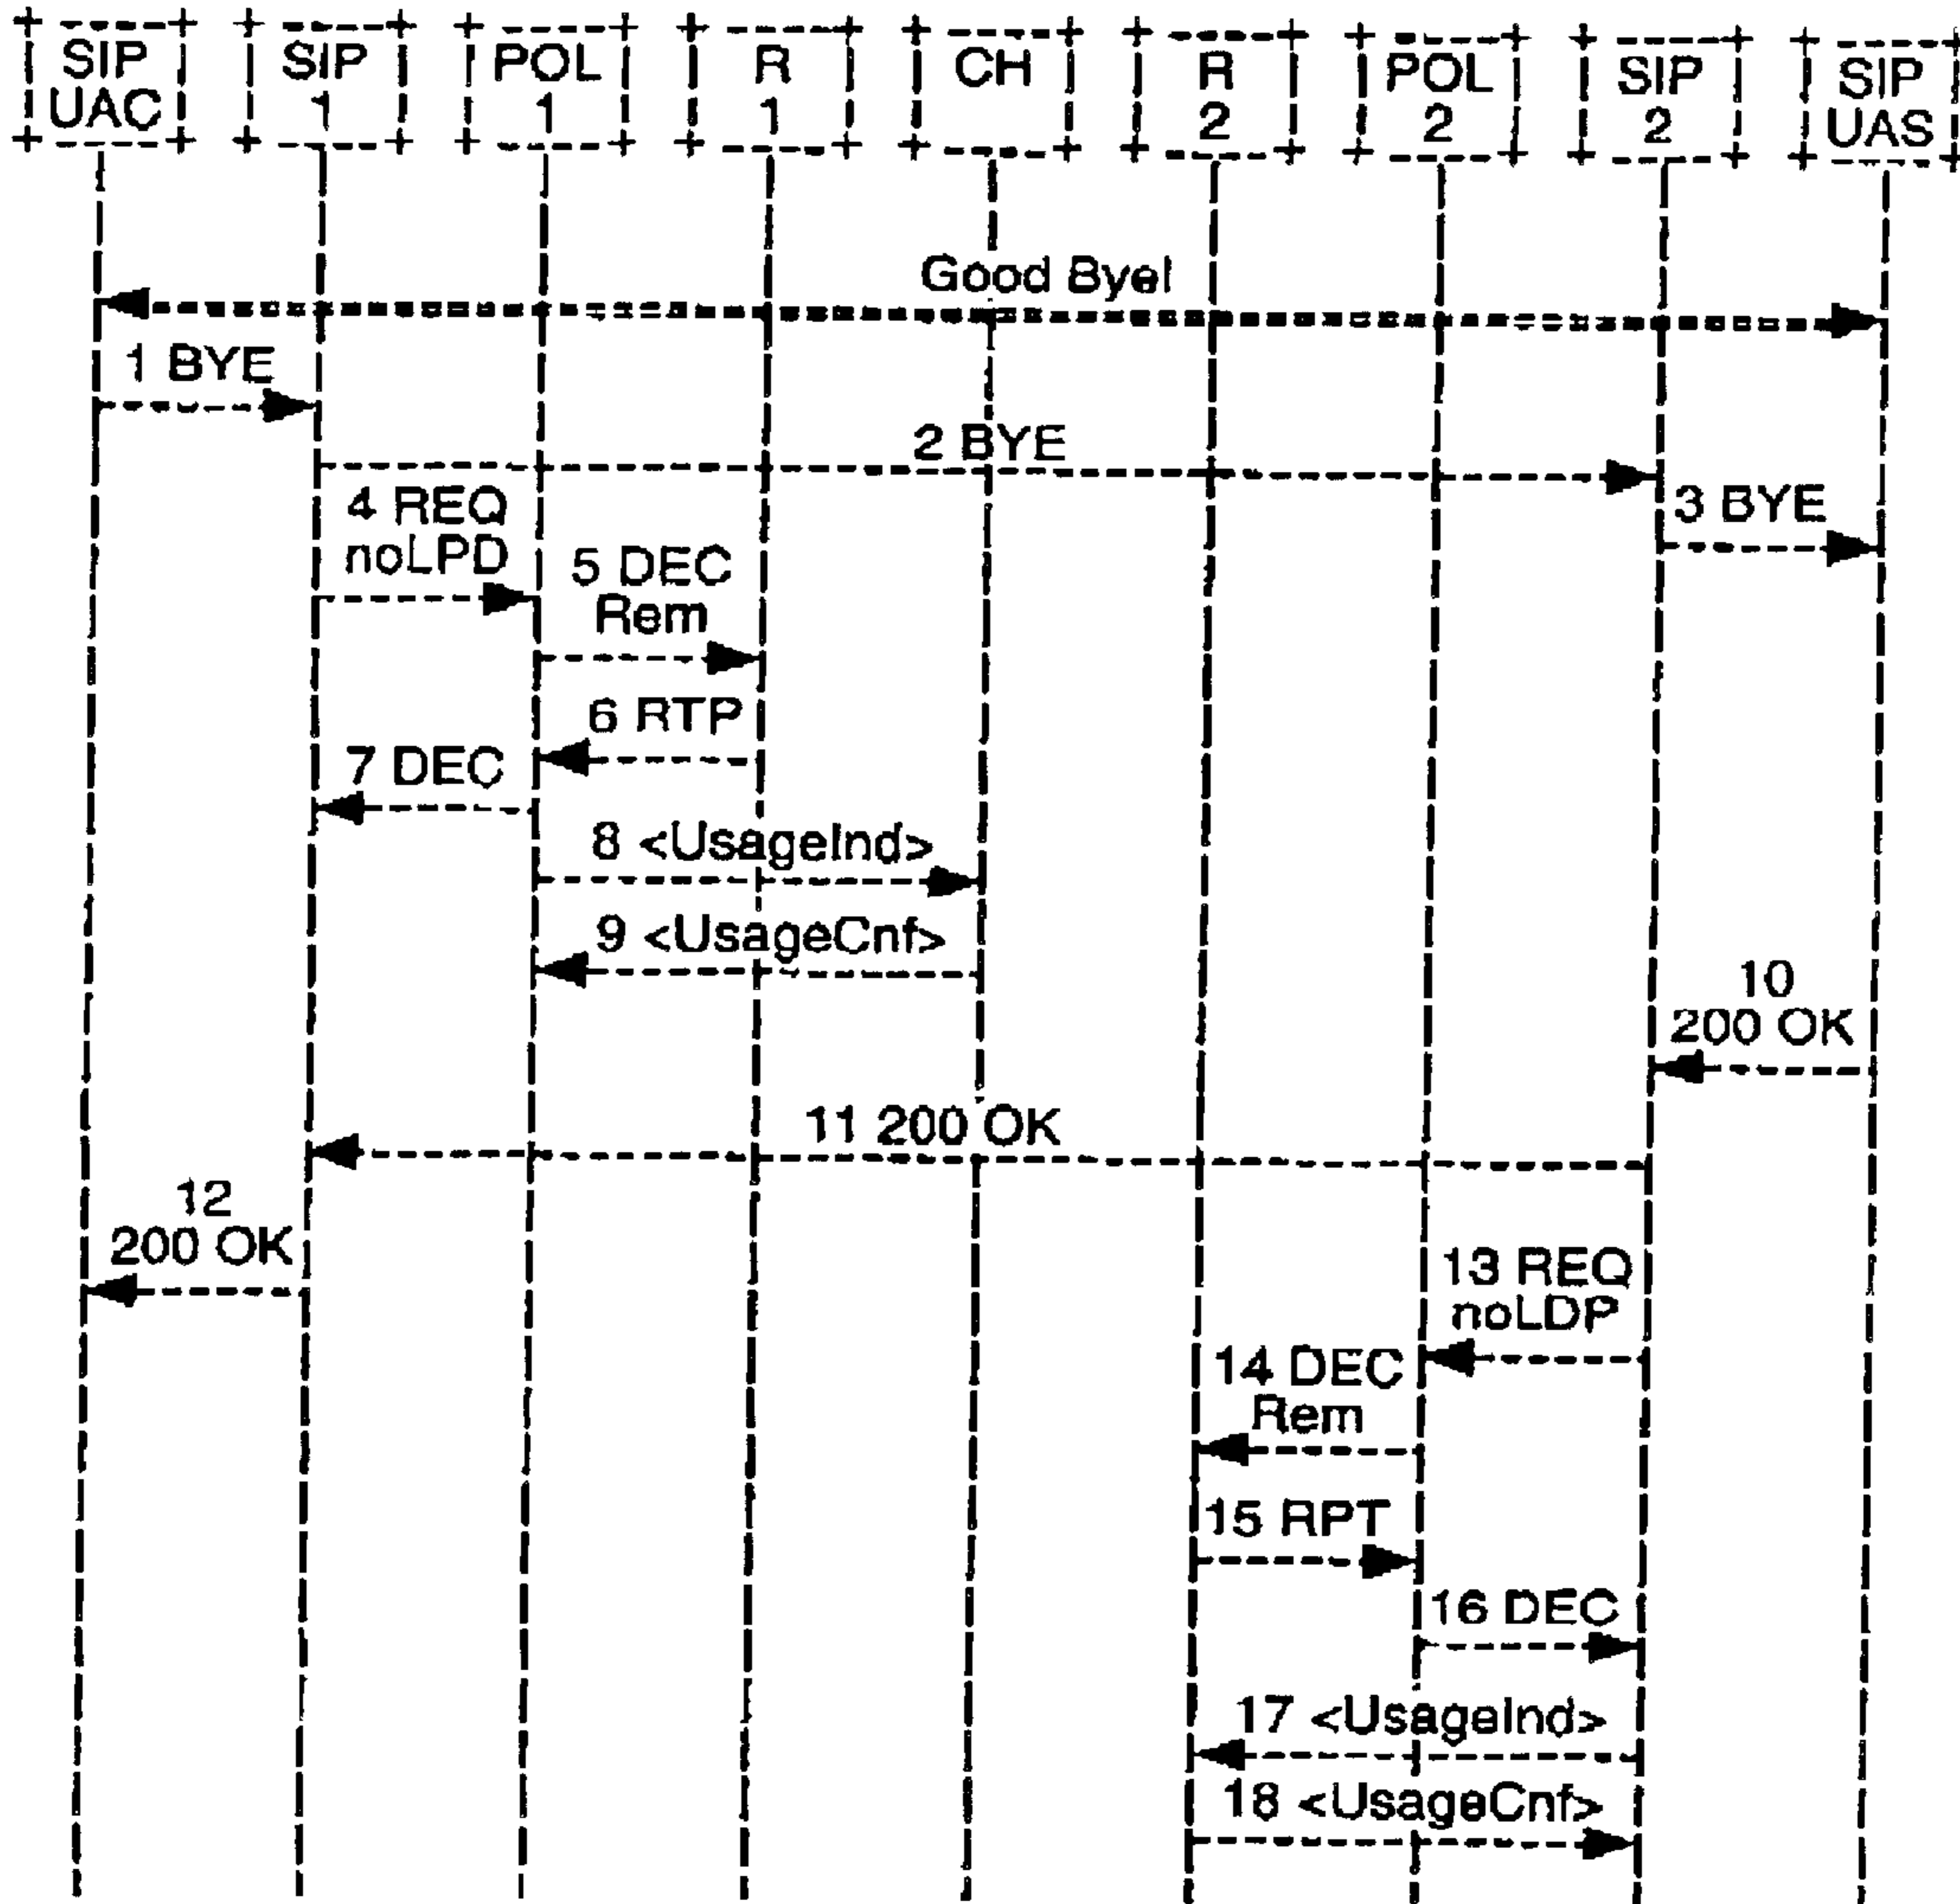 SIP
UAC
SIP
1
POL
1
R
1
CH
R
2
POL
2
SIP
2
SIP
UAS
Good Bye!
1 BYE
2 BYE
3 BYE
4 REQ
noLPD
5 DEC
Rem
6 RTP
7 DEC
8 <UsageInd>
9 <UsageCnf>
10
200 OK
11 200 OK
12
200 OK
13 REQ
noLDP
14 DEC
Rem
15 RPT
16 DEC
17 <UsageInd>
18 <UsageCnf>